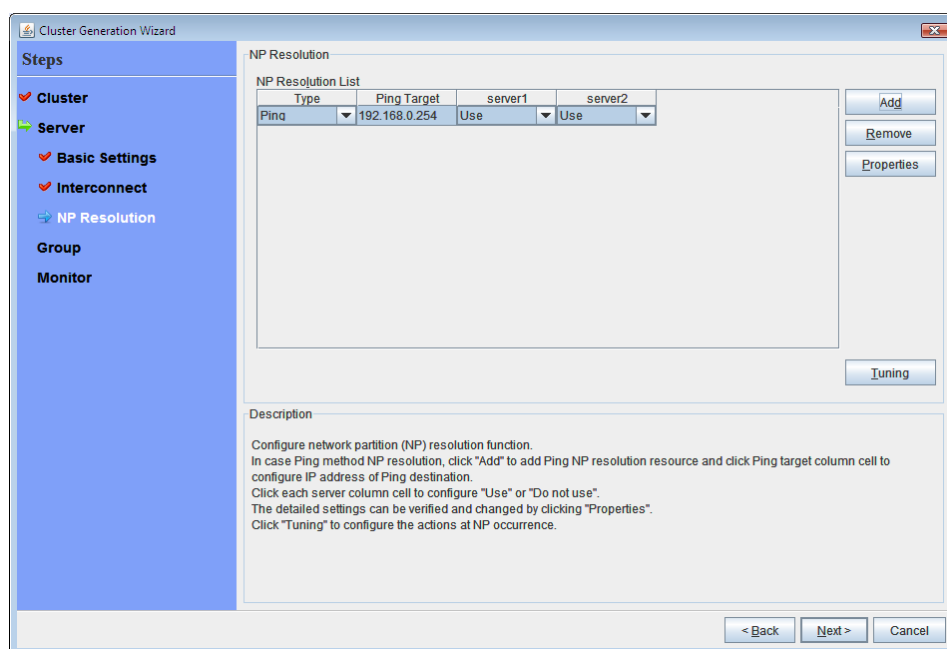 Cluster Generation Wizard
Steps
Cluster
Server
Basic Settings
Interconnect
NP Resolution
Group
Monitor
NP Resolution
NP Resolution List
Type Ping Target server1 server2
Ping 192.168.0.254 Use Use
Add
Remove
Properties
Tuning
Description
Configure network partition (NP) resolution function.
In case Ping method NP resolution, click "Add" to add Ping NP resolution resource and click Ping target column cell to
configure IP address of Ping destination.
Click each server column cell to configure "Use" or "Do not use".
The detailed settings can be verified and changed by clicking "Properties".
Click "Tuning" to configure the actions at NP occurrence.
< Back Next > Cancel